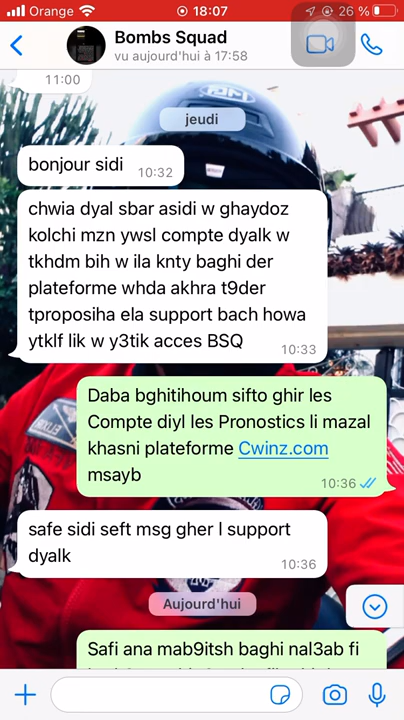 Orange 18:07 26 %
Bombs Squad
vu aujourd'hui à 17:58
11:00
jeudi
bonjour sidi 10:32
chwia dyal sbar asidi w ghaydoz
kolchi mzn ywsl compte dyalk w
tkhdm bih w ila knty baghi der
plateforme whda akhra t9der
tproposiha ela support bach howa
ytklf lik w y3tik acces BSQ 10:33
Daba bghitihoum sifto ghir les
Compte diyl les Pronostics li mazal
khasni plateforme Cwinz.com
msayb 10:36
safe sidi seft msg gher l support
dyalk 10:36
Aujourd'hui
Safi ana mab9itsh baghi nal3ab fi